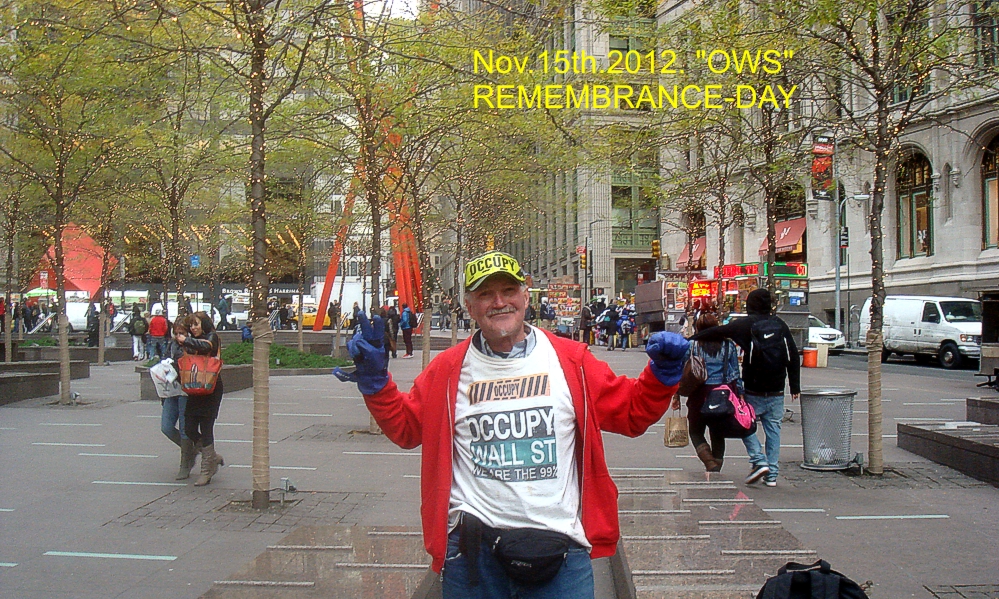 Nov.15th.2012. "OWS"
REMEMBRANCE-DAY
OCCUPY
OCCUPY
OCCUPY
WALL ST
WE ARE THE 99%